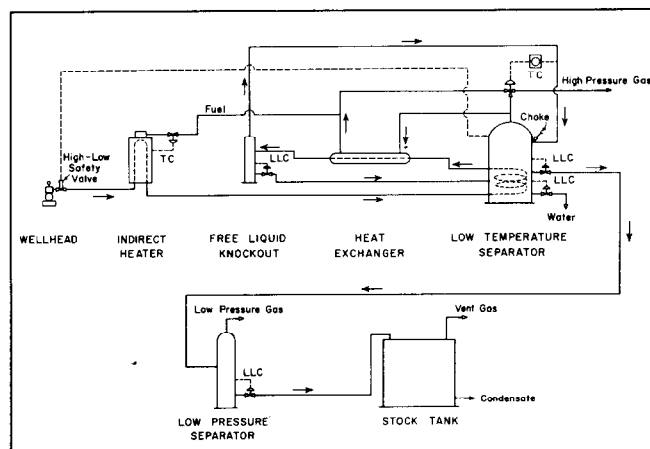 TC
High Pressure Gas
Fuel
Choke
High-Low
Safety
Valve
TC
LLC
LLC
LLC
Water
WELLHEAD
INDIRECT
HEATER
FREE LIQUID
KNOCKOUT
HEAT
EXCHANGER
LOW TEMPERATURE
SEPARATOR
Low Pressure Gas
Vent Gas
LLC
Condensate
LOW PRESSURE
SEPARATOR
STOCK TANK